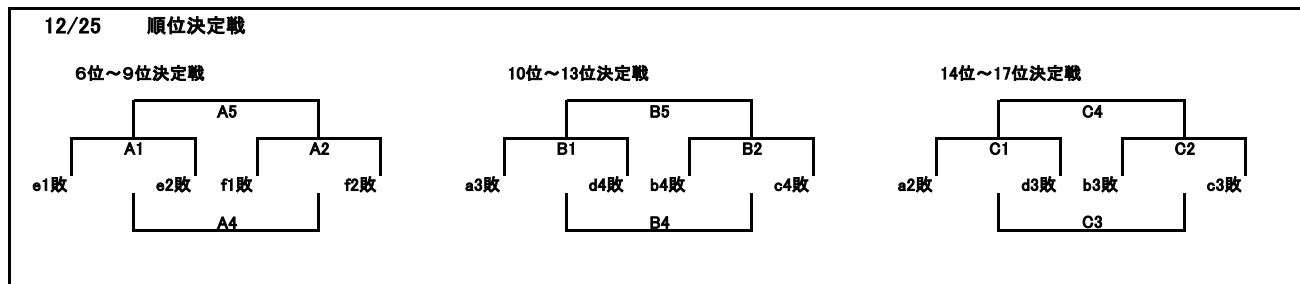 12/25 順位決定戦
６位～９位決定戦 10位～13位決定戦 14位～17位決定戦
A5 B5 C4
A1 A2 B1 B2 C1 C2
e1敗 e2敗 f1敗 f2敗 a3敗 d4敗 b4敗 c4敗 a2敗 d3敗 b3敗 c3敗
A4 B4 C3